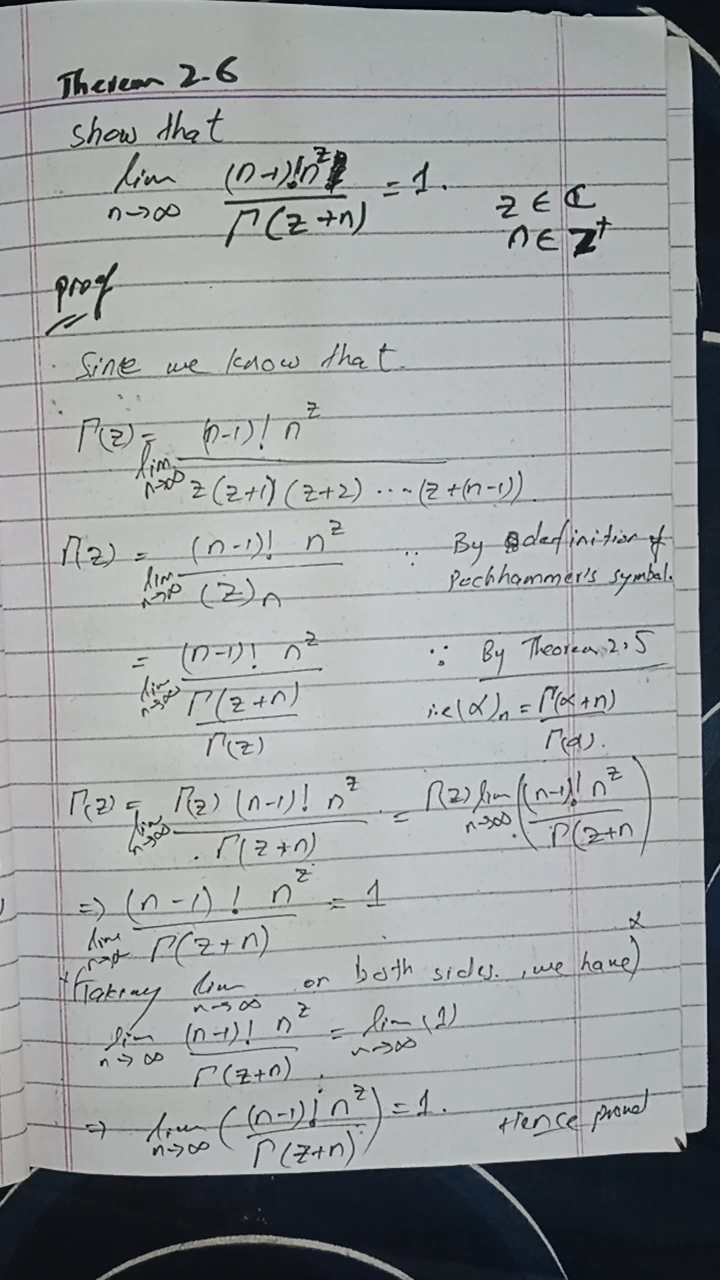 Theorem 2.6
show that
lim n→∞ (n-1)! n^z / Γ(z+n) = 1.
z ∈ ℂ
n ∈ Z⁺
Proof
Since we know that.
Γ(z) = lim n→∞ (n-1)! n^z / z(z+1)(z+2)····(z+(n-1))
Γ(z) = lim n→∞ (n-1)! n^z / (z)_n ∵ By definition of
Pochhammer's symbol.
= lim n→∞ (n-1)! n^z / (Γ(z+n) / Γ(z)) ∵ By Theorem 2.5
i.e (α)_n = Γ(α+n) / Γ(α).
Γ(z) = lim n→∞ Γ(z) (n-1)! n^z / Γ(z+n) = Γ(z) lim n→∞ ((n-1)! n^z / Γ(z+n)
⇒ lim n→∞ (n-1)! n^z / Γ(z+n) = 1
(Taking lim n→∞ on both sides, we have)
lim n→∞ (n-1)! n^z / Γ(z+n) = lim n→∞ (1)
⇒ lim n→∞ ((n-1)! n^z / Γ(z+n)) = 1. Hence proved